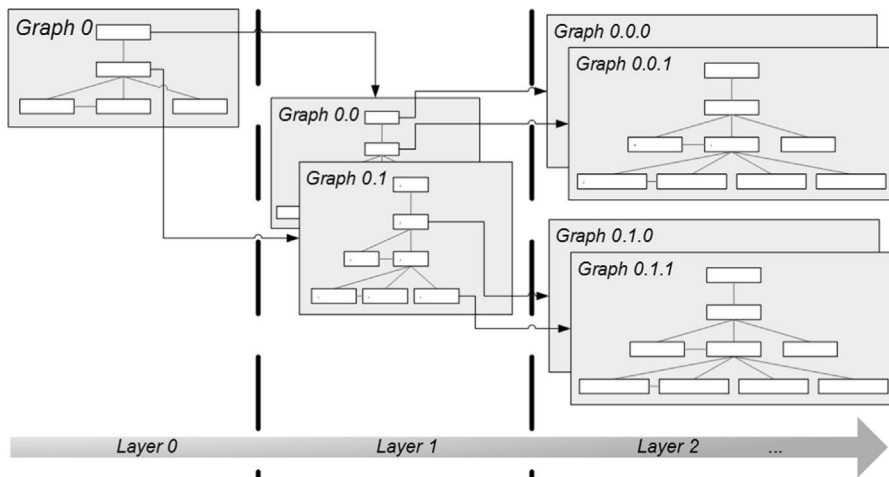 Graph 0
Graph 0.0
Graph 0.1
Graph 0.0.0
Graph 0.0.1
Graph 0.1.0
Graph 0.1.1
Layer 0
Layer 1
Layer 2
...